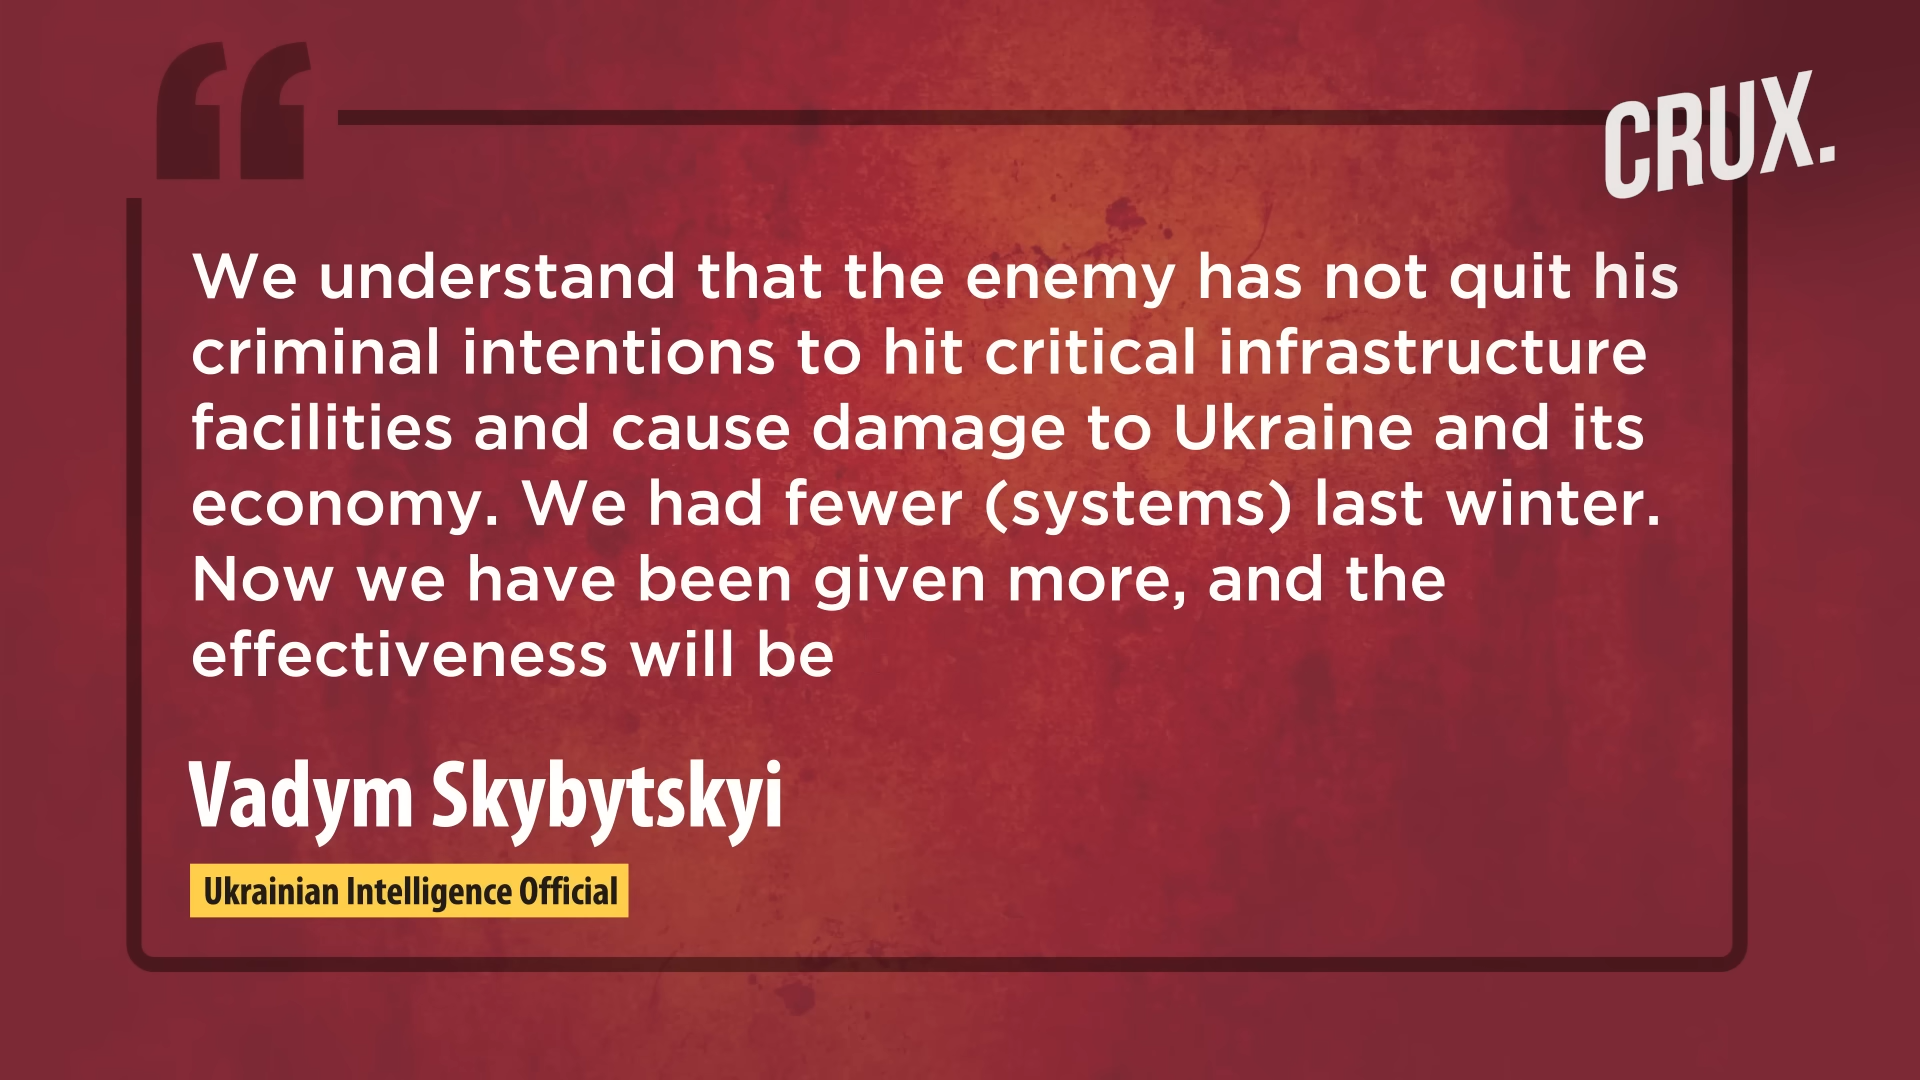 CRUX.
We understand that the enemy has not quit his
criminal intentions to hit critical infrastructure
facilities and cause damage to Ukraine and its
economy. We had fewer (systems) last winter.
Now we have been given more, and the
effectiveness will be
Vadym Skybytskyi
Ukrainian Intelligence Official